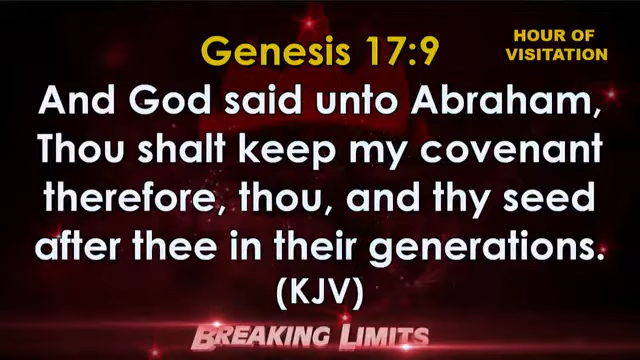 Genesis 17:9
HOUR OF
VISITATION
And God said unto Abraham,
Thou shalt keep my covenant
therefore, thou, and thy seed
after thee in their generations.
(KJV)
BREAKING LIMITS